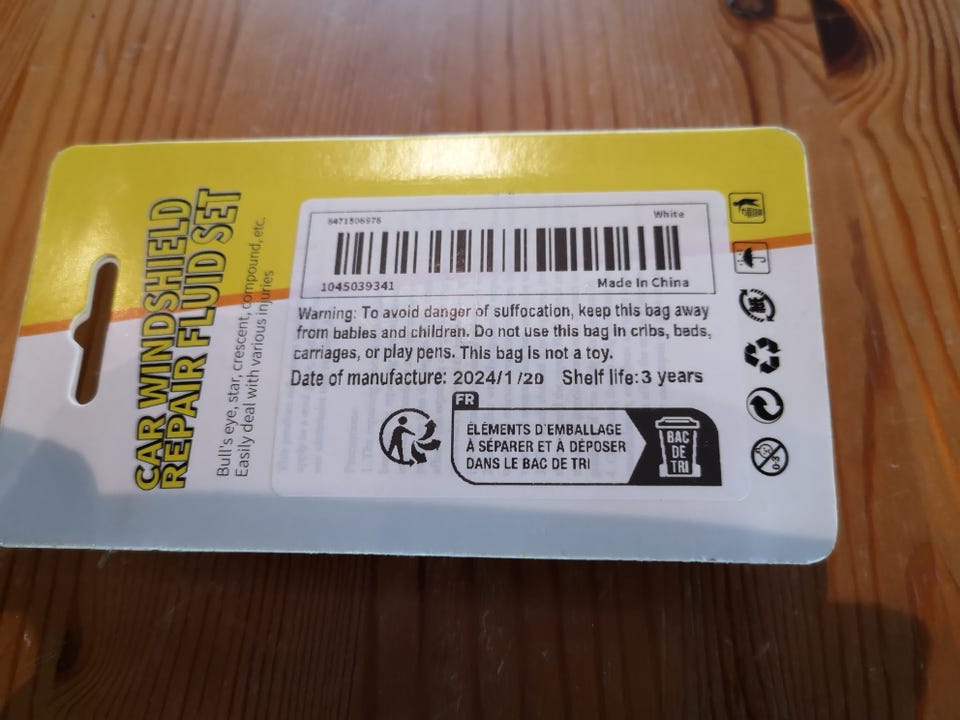 CAR WINDSHIELD
REPAIR FLUID SET
Bull's eye, star, crescent, compound, etc.
Easily deal with various injuries
8471306976
White
1045039341
Made In China
Warning: To avoid danger of suffocation, keep this bag away
from babies and children. Do not use this bag in cribs, beds,
carriages, or play pens. This bag is not a toy.
Date of manufacture: 2024/1/20 Shelf life:3 years
FR
ÉLÉMENTS D'EMBALLAGE
À SÉPARER ET À DÉPOSER
DANS LE BAC DE TRI
BAC
DE
TRI
0-3